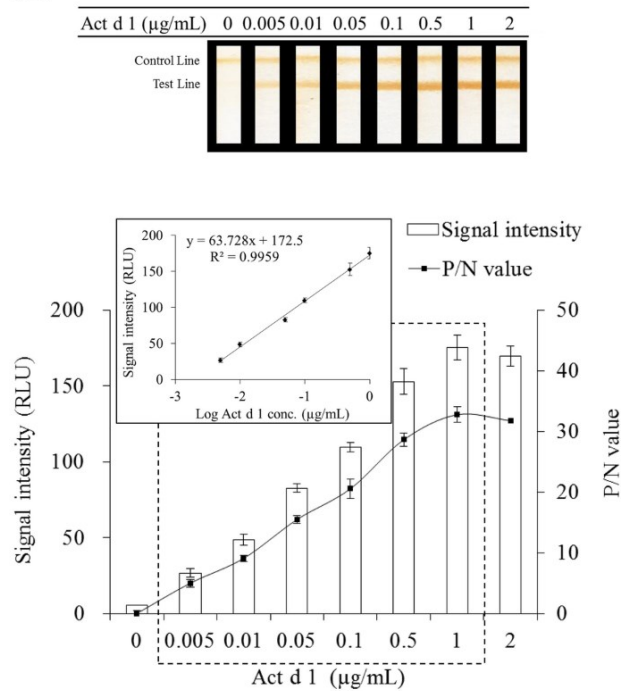 Act d 1 (µg/mL) 0 0.005 0.01 0.05 0.1 0.5 1 2
Control Line
Test Line
Signal intensity
P/N value
y = 63.728x + 172.5
R² = 0.9959
Signal intensity (RLU)
200
150
100
50
0
-3 -2 -1 0
Log Act d 1 conc. (µg/mL)
Signal intensity (RLU)
200
150
100
50
0
50
40
30
20
10
0
P/N value
0 0.005 0.01 0.05 0.1 0.5 1 2
Act d 1 (µg/mL)